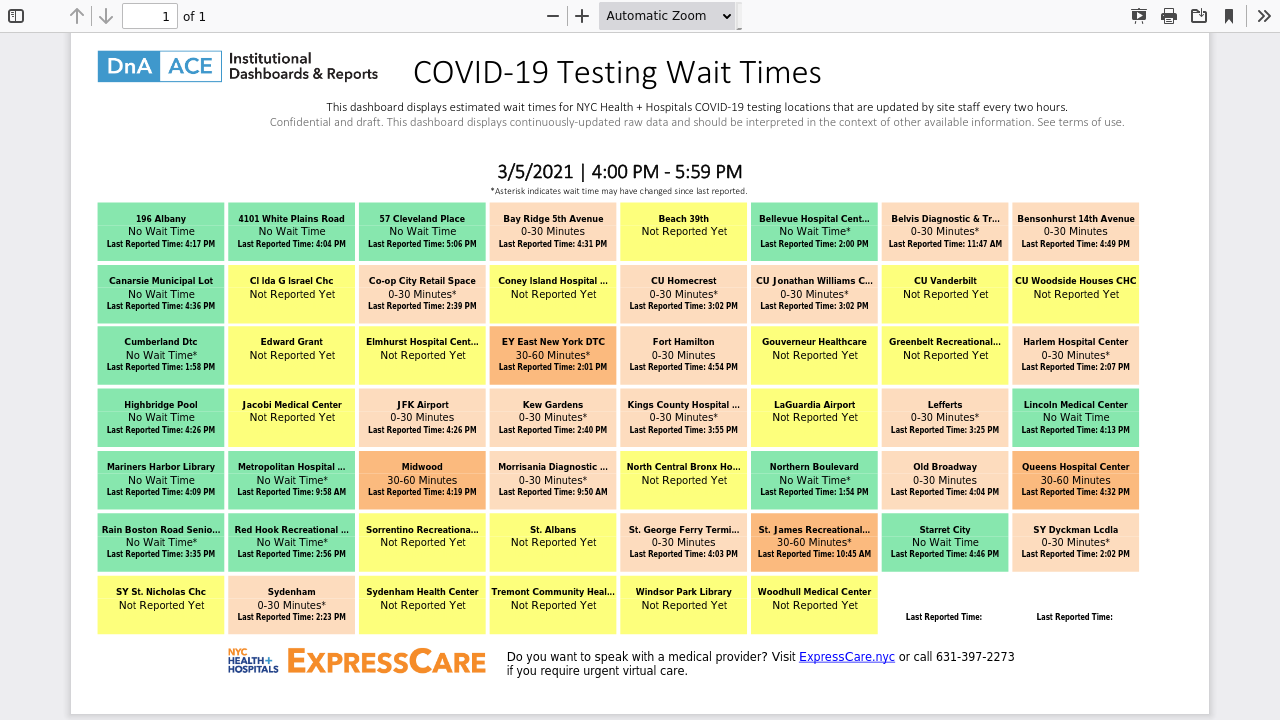 1 of 1 Automatic Zoom
DnA ACE Institutional
Dashboards & Reports
COVID-19 Testing Wait Times
This dashboard displays estimated wait times for NYC Health + Hospitals COVID-19 testing locations that are updated by site staff every two hours.
Confidential and draft. This dashboard displays continuously-updated raw data and should be interpreted in the context of other available information. See terms of use.
3/5/2021 | 4:00 PM - 5:59 PM
*Asterisk indicates wait time may have changed since last reported.
196 Albany
No Wait Time
Last Reported Time: 4:17 PM
4101 White Plains Road
No Wait Time
Last Reported Time: 4:04 PM
57 Cleveland Place
No Wait Time
Last Reported Time: 5:06 PM
Bay Ridge 5th Avenue
0-30 Minutes
Last Reported Time: 4:31 PM
Beach 39th
Not Reported Yet
Bellevue Hospital Cent...
No Wait Time*
Last Reported Time: 2:00 PM
Belvis Diagnostic & Tr...
0-30 Minutes*
Last Reported Time: 11:47 AM
Bensonhurst 14th Avenue
0-30 Minutes
Last Reported Time: 4:49 PM
Canarsie Municipal Lot
No Wait Time
Last Reported Time: 4:36 PM
CI Ida G Israel Chc
Not Reported Yet
Co-op City Retail Space
0-30 Minutes*
Last Reported Time: 2:39 PM
Coney Island Hospital ...
Not Reported Yet
CU Homecrest
0-30 Minutes*
Last Reported Time: 3:02 PM
CU Jonathan Williams C...
0-30 Minutes*
Last Reported Time: 3:02 PM
CU Vanderbilt
Not Reported Yet
CU Woodside Houses CHC
Not Reported Yet
Cumberland Dtc
No Wait Time*
Last Reported Time: 1:58 PM
Edward Grant
Not Reported Yet
Elmhurst Hospital Cent...
Not Reported Yet
EY East New York DTC
30-60 Minutes*
Last Reported Time: 2:01 PM
Fort Hamilton
0-30 Minutes
Last Reported Time: 4:54 PM
Gouverneur Healthcare
Not Reported Yet
Greenbelt Recreational...
Not Reported Yet
Harlem Hospital Center
0-30 Minutes*
Last Reported Time: 2:07 PM
Highbridge Pool
No Wait Time
Last Reported Time: 4:26 PM
Jacobi Medical Center
Not Reported Yet
JFK Airport
0-30 Minutes
Last Reported Time: 4:26 PM
Kew Gardens
0-30 Minutes*
Last Reported Time: 2:40 PM
Kings County Hospital ...
0-30 Minutes*
Last Reported Time: 3:55 PM
LaGuardia Airport
Not Reported Yet
Lefferts
0-30 Minutes*
Last Reported Time: 3:25 PM
Lincoln Medical Center
No Wait Time
Last Reported Time: 4:13 PM
Mariners Harbor Library
No Wait Time
Last Reported Time: 4:09 PM
Metropolitan Hospital ...
No Wait Time*
Last Reported Time: 9:58 AM
Midwood
30-60 Minutes
Last Reported Time: 4:19 PM
Morrisania Diagnostic ...
0-30 Minutes*
Last Reported Time: 9:50 AM
North Central Bronx Ho...
Not Reported Yet
Northern Boulevard
No Wait Time*
Last Reported Time: 1:54 PM
Old Broadway
0-30 Minutes
Last Reported Time: 4:04 PM
Queens Hospital Center
30-60 Minutes
Last Reported Time: 4:32 PM
Rain Boston Road Senio...
No Wait Time*
Last Reported Time: 3:35 PM
Red Hook Recreational ...
No Wait Time*
Last Reported Time: 2:56 PM
Sorrentino Recreationa...
Not Reported Yet
St. Albans
Not Reported Yet
St. George Ferry Termi...
0-30 Minutes
Last Reported Time: 4:03 PM
St. James Recreational...
30-60 Minutes*
Last Reported Time: 10:45 AM
Starret City
No Wait Time
Last Reported Time: 4:46 PM
SY Dyckman Lcdla
0-30 Minutes*
Last Reported Time: 2:02 PM
SY St. Nicholas Chc
Not Reported Yet
Sydenham
0-30 Minutes*
Last Reported Time: 2:23 PM
Sydenham Health Center
Not Reported Yet
Tremont Community Heal...
Not Reported Yet
Windsor Park Library
Not Reported Yet
Woodhull Medical Center
Not Reported Yet
Last Reported Time:
Last Reported Time:
NYC
HEALTH+
HOSPITALS
EXPRESSCARE
Do you want to speak with a medical provider? Visit ExpressCare.nyc or call 631-397-2273
if you require urgent virtual care.